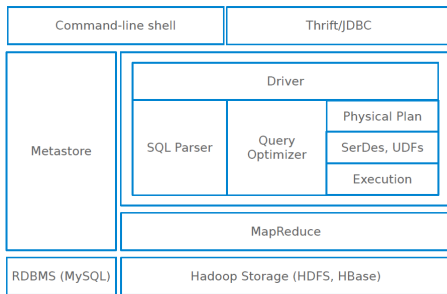 Command-line shell
Thrift/JDBC
Metastore
Driver
SQL Parser
Query
Optimizer
Physical Plan
SerDes, UDFs
Execution
MapReduce
RDBMS (MySQL)
Hadoop Storage (HDFS, HBase)